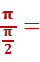 π/(π/2) =